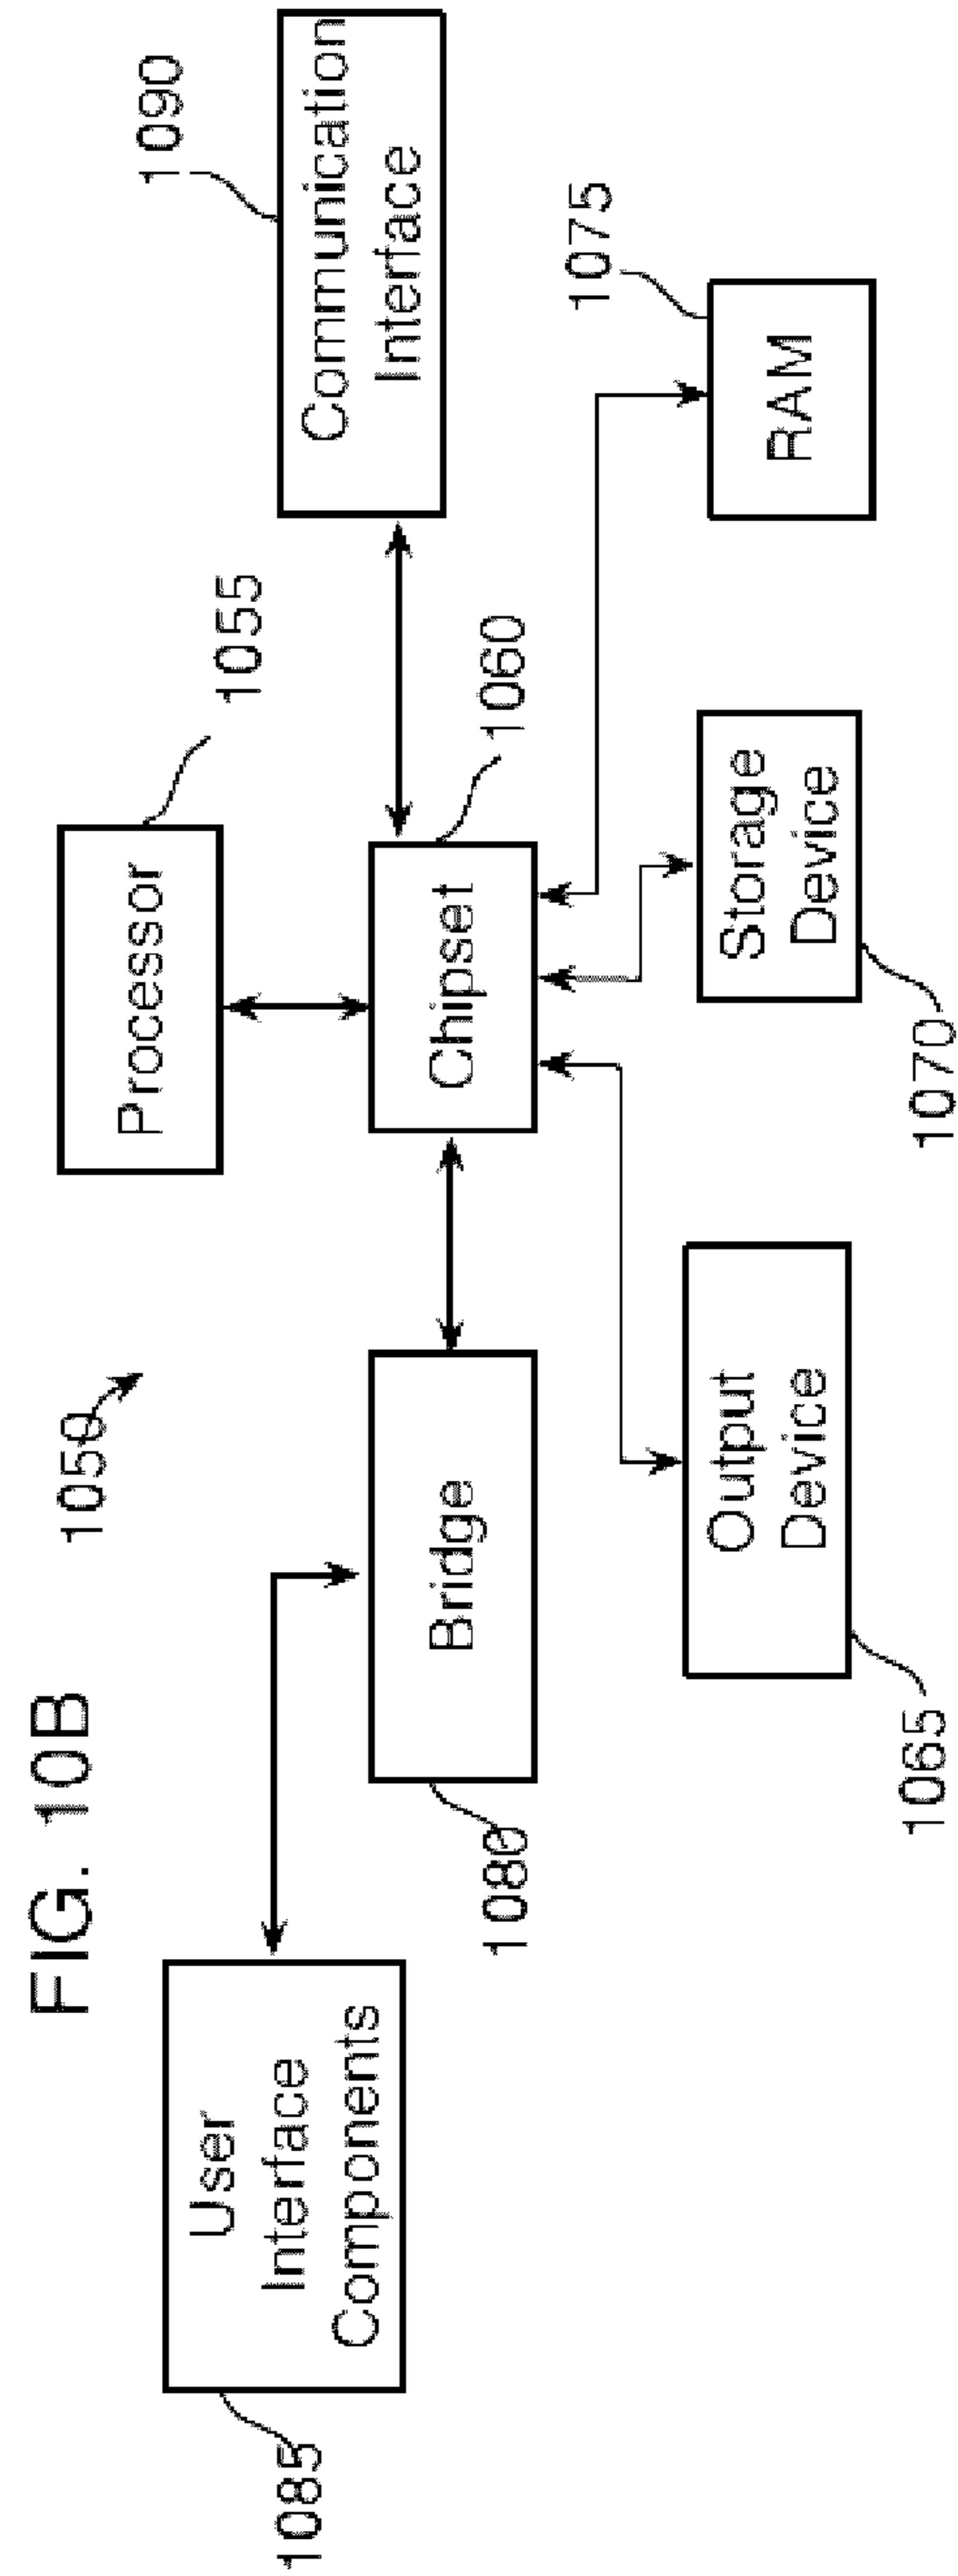 FIG. 10B
1050
Processor
1055
1090
Communication
Interface
1085
User
Interface
Components
1080
Bridge
Chipset
1060
1065
Output
Device
1070
Storage
Device
1075
RAM